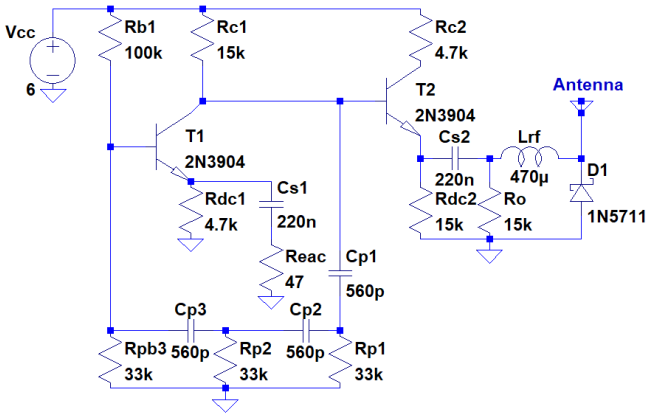 Vcc
6
Rb1
100k
Rc1
15k
Rc2
4.7k
T1
2N3904
T2
2N3904
Antenna
Cs2
220n
Lrf
470µ
D1
1N5711
Rdc1
4.7k
Cs1
220n
Rdc2
15k
Ro
15k
Reac
47
Cp1
560p
Cp3
560p
Cp2
560p
Rpb3
33k
Rp2
33k
Rp1
33k